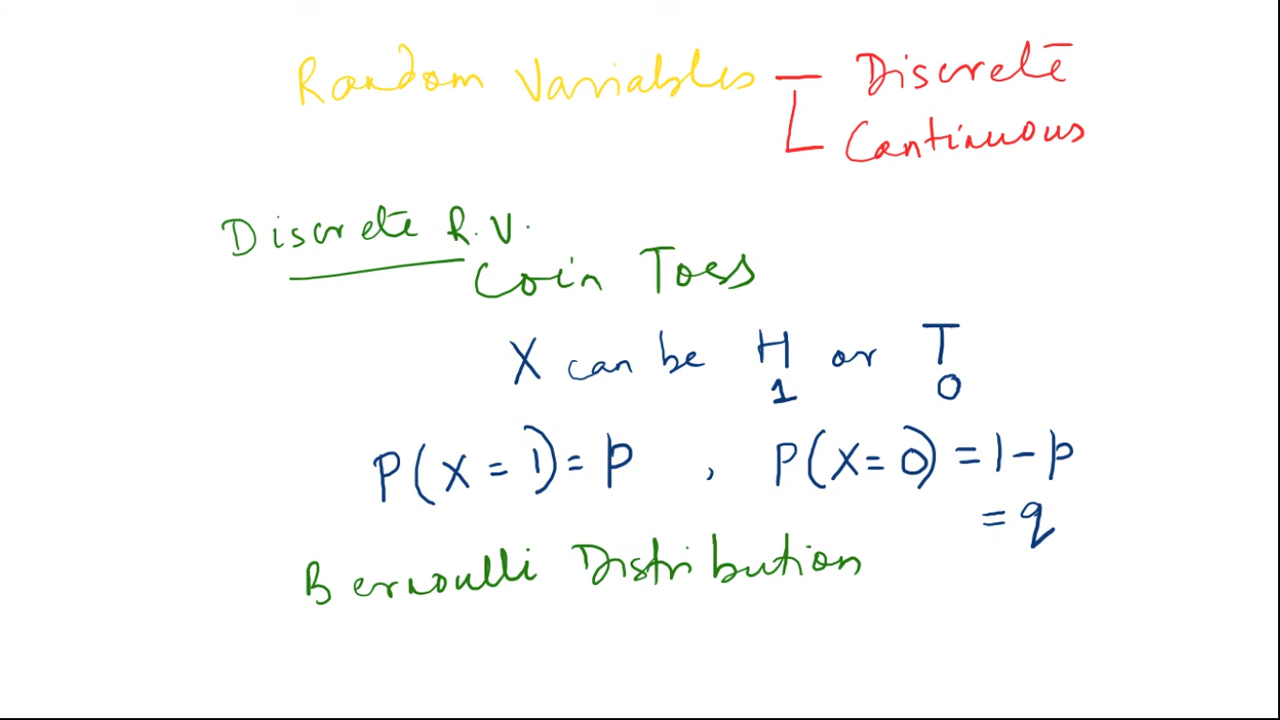 Random Variables - Discrete
Continuous
Discrete R.V.
Coin Toss
X can be H or T
1 0
P(X = 1) = p , P(X = 0) = 1 - p
= q
Bernoulli Distribution